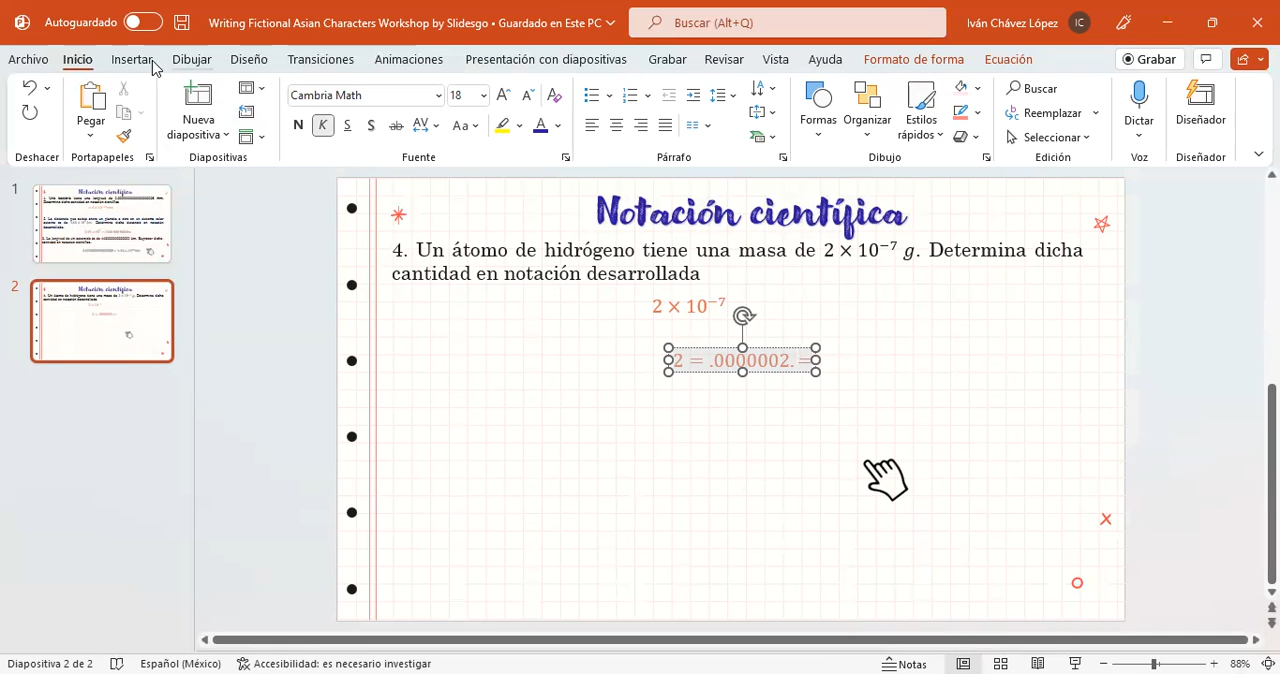 Autoguardado
Writing Fictional Asian Characters Workshop by Slidesgo • Guardado en Este PC
Buscar (Alt+Q)
Iván Chávez López
IC
Archivo Inicio Insertar Dibujar Diseño Transiciones Animaciones Presentación con diapositivas Grabar Revisar Vista Ayuda Formato de forma Ecuación
Grabar
Pegar
Nueva diapositiva
Cambria Math
18
N K S S ab AV Aa A
Formas
Organizar
Estilos rápidos
Buscar
Reemplazar
Seleccionar
Dictar
Diseñador
Deshacer Portapapeles Diapositivas Fuente Párrafo Dibujo Edición Voz Diseñador
1
2
Notación científica
4. Un átomo de hidrógeno tiene una masa de 2 × 10⁻⁷ g. Determina dicha
cantidad en notación desarrollada
2 × 10⁻⁷
2 = .0000002. =
Diapositiva 2 de 2
Español (México)
Accesibilidad: es necesario investigar
Notas
88%